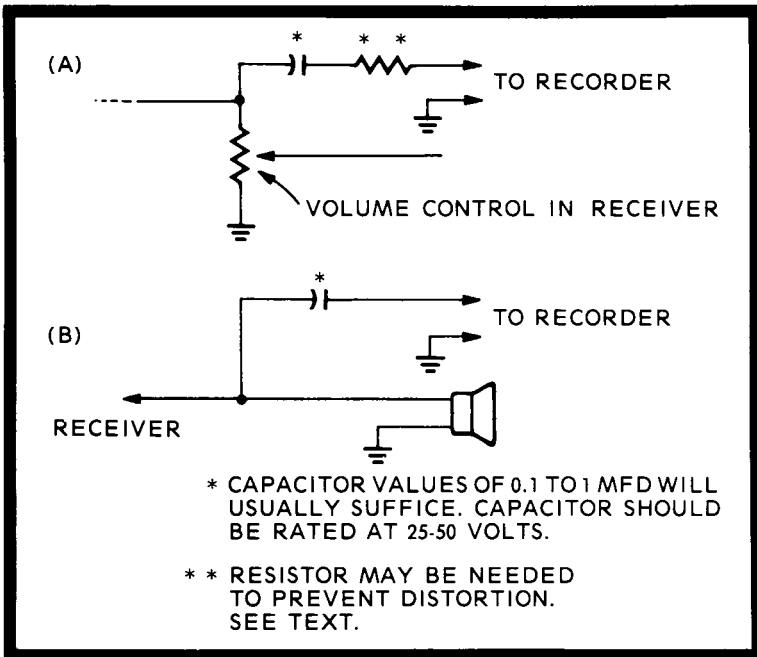 *
* *
(A)
TO RECORDER
VOLUME CONTROL IN RECEIVER
*
(B)
TO RECORDER
RECEIVER
* CAPACITOR VALUES OF 0.1 TO 1 MFD WILL
USUALLY SUFFICE. CAPACITOR SHOULD
BE RATED AT 25-50 VOLTS.
* * RESISTOR MAY BE NEEDED
TO PREVENT DISTORTION.
SEE TEXT.